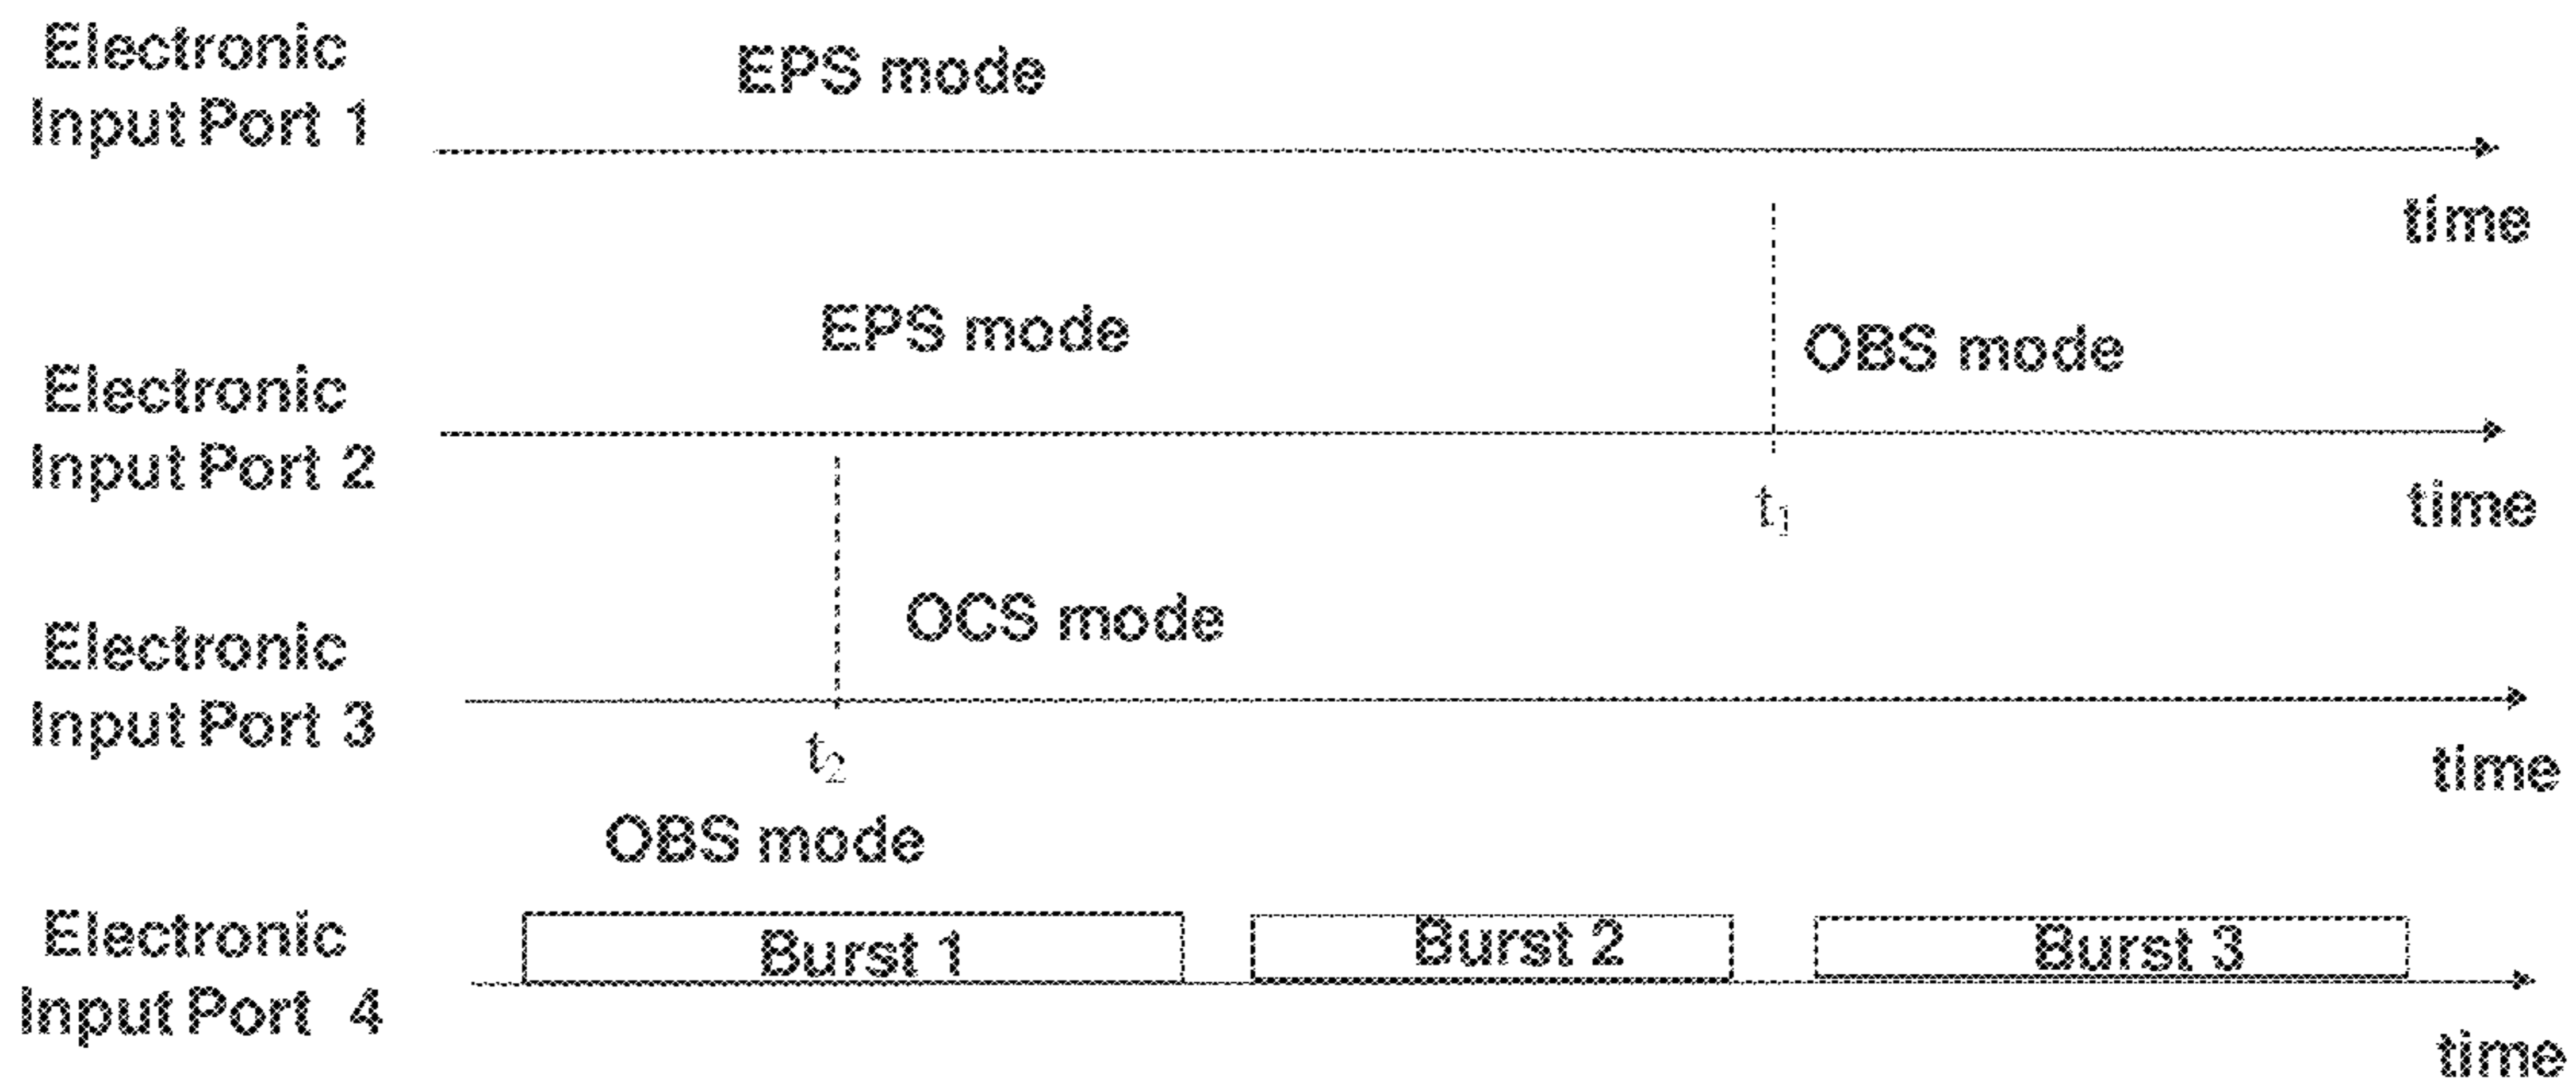 Electronic
Input Port 1
EPS mode
time
Electronic
Input Port 2
EPS mode
OBS mode
t₁
time
Electronic
Input Port 3
OCS mode
t₂
time
OBS mode
Electronic
Input Port 4
Burst 1
Burst 2
Burst 3
time